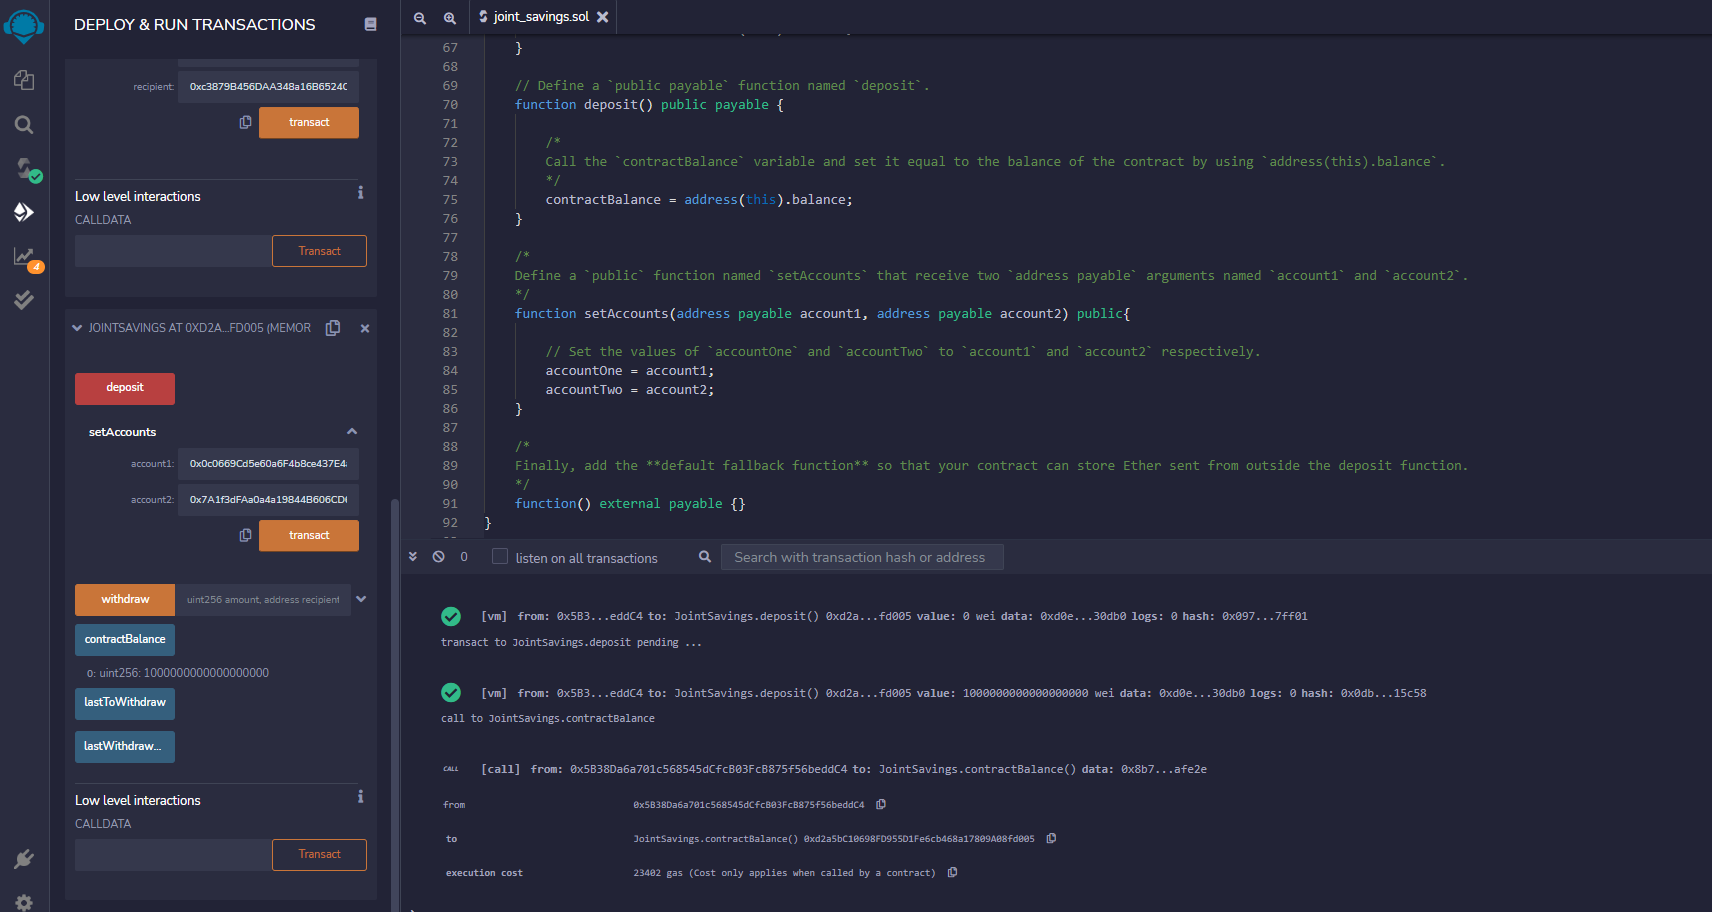 DEPLOY & RUN TRANSACTIONS
recipient: 0xc3879B456DAA348a16B6524C
transact
Low level interactions
CALLDATA
Transact
JOINTSAVINGS AT 0XD2A...FD005 (MEMOR
deposit
setAccounts
account1: 0x0c0669Cd5e60a6F4b8ce437E4
account2: 0x7A1f3dFAa0a4a19844B606CD
transact
withdraw uint256 amount, address recipient
contractBalance
0: uint256: 1000000000000000000
lastToWithdraw
lastWithdraw...
Low level interactions
CALLDATA
Transact
4
joint_savings.sol
67 }
68
69 // Define a `public payable` function named `deposit`.
70 function deposit() public payable {
71
72 /*
73 Call the `contractBalance` variable and set it equal to the balance of the contract by using `address(this).balance`.
74 */
75 contractBalance = address(this).balance;
76 }
77
78 /*
79 Define a `public` function named `setAccounts` that receive two `address payable` arguments named `account1` and `account2`.
80 */
81 function setAccounts(address payable account1, address payable account2) public{
82
83 // Set the values of `accountOne` and `accountTwo` to `account1` and `account2` respectively.
84 accountOne = account1;
85 accountTwo = account2;
86 }
87
88 /*
89 Finally, add the **default fallback function** so that your contract can store Ether sent from outside the deposit function.
90 */
91 function() external payable {}
92 }
0 listen on all transactions Search with transaction hash or address
[vm] from: 0x5B3...eddC4 to: JointSavings.deposit() 0xd2a...fd005 value: 0 wei data: 0xd0e...30db0 logs: 0 hash: 0x097...7ff01
transact to JointSavings.deposit pending ...
[vm] from: 0x5B3...eddC4 to: JointSavings.deposit() 0xd2a...fd005 value: 1000000000000000000 wei data: 0xd0e...30db0 logs: 0 hash: 0x0db...15c58
call to JointSavings.contractBalance
CALL [call] from: 0x5B38Da6a701c568545dCfcB03FcB875f56beddC4 to: JointSavings.contractBalance() data: 0x8b7...afe2e
from 0x5B38Da6a701c568545dCfcB03FcB875f56beddC4
to JointSavings.contractBalance() 0xd2a5bC10698FD955D1Fe6cb468a17809A08fd005
execution cost 23402 gas (Cost only applies when called by a contract)